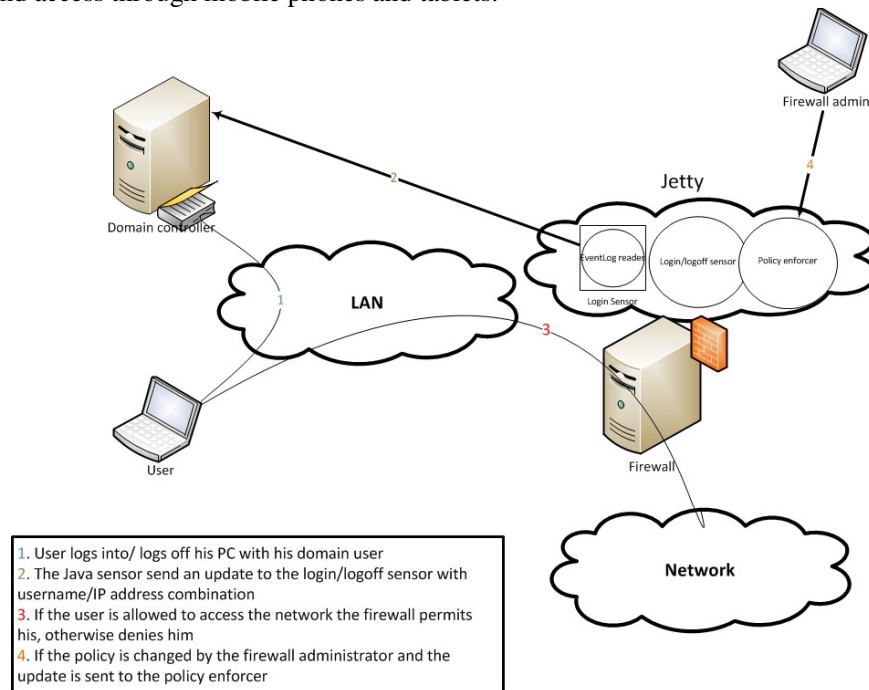 nd access through mobile phones and tablets.
Firewall admin
Jetty
2
4
Domain controller
EventLog reader
Login/logoff sensor
Policy enforcer
Login Sensor
1
LAN
3
User
Firewall
Network
1. User logs into/ logs off his PC with his domain user
2. The Java sensor send an update to the login/logoff sensor with
username/IP address combination
3. If the user is allowed to access the network the firewall permits
his, otherwise denies him
4. If the policy is changed by the firewall administrator and the
update is sent to the policy enforcer